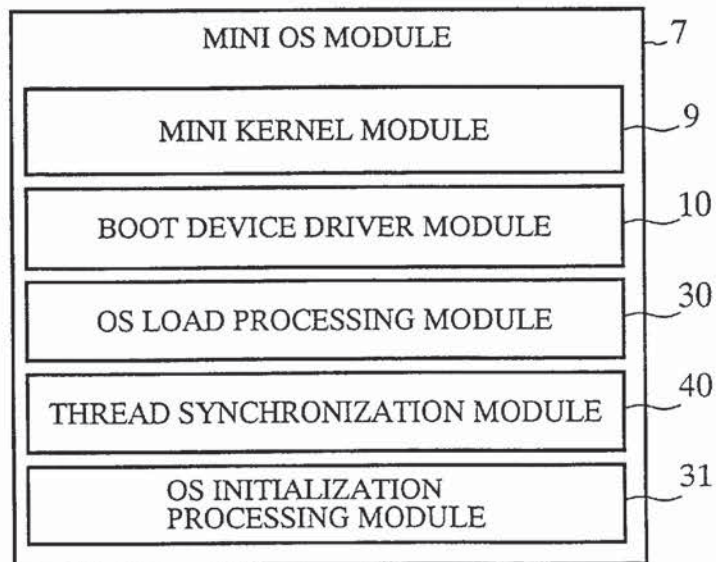 MINI OS MODULE
7
MINI KERNEL MODULE
9
BOOT DEVICE DRIVER MODULE
10
OS LOAD PROCESSING MODULE
30
THREAD SYNCHRONIZATION MODULE
40
OS INITIALIZATION
PROCESSING MODULE
31